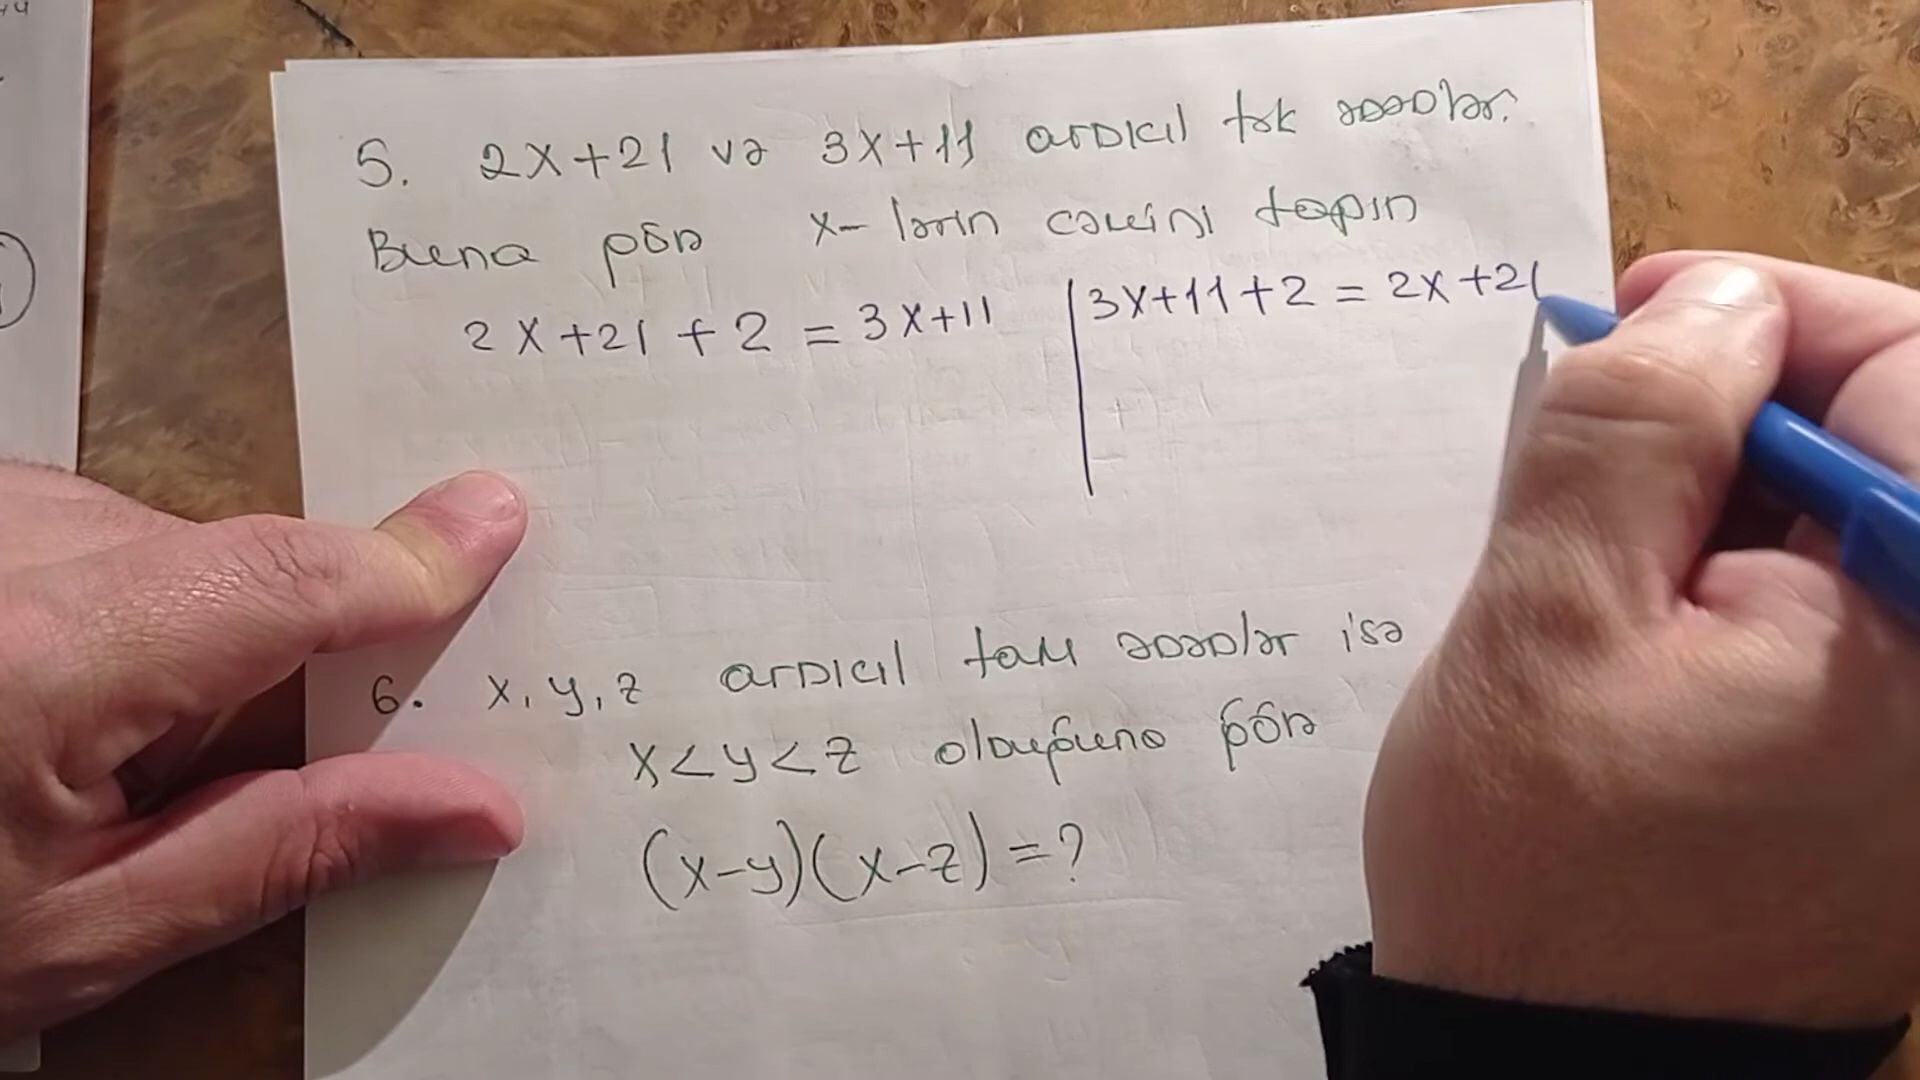 5. 2x+21 və 3x+11 ardıcıl tək ədədlər.
Buna görə x-lərin cəmini tapın
2x+21+2=3x+11 | 3x+11+2=2x+21
6. x, y, z ardıcıl tam ədədlər isə
x<y<z olduğuna görə
(x-y)(x-z)=?